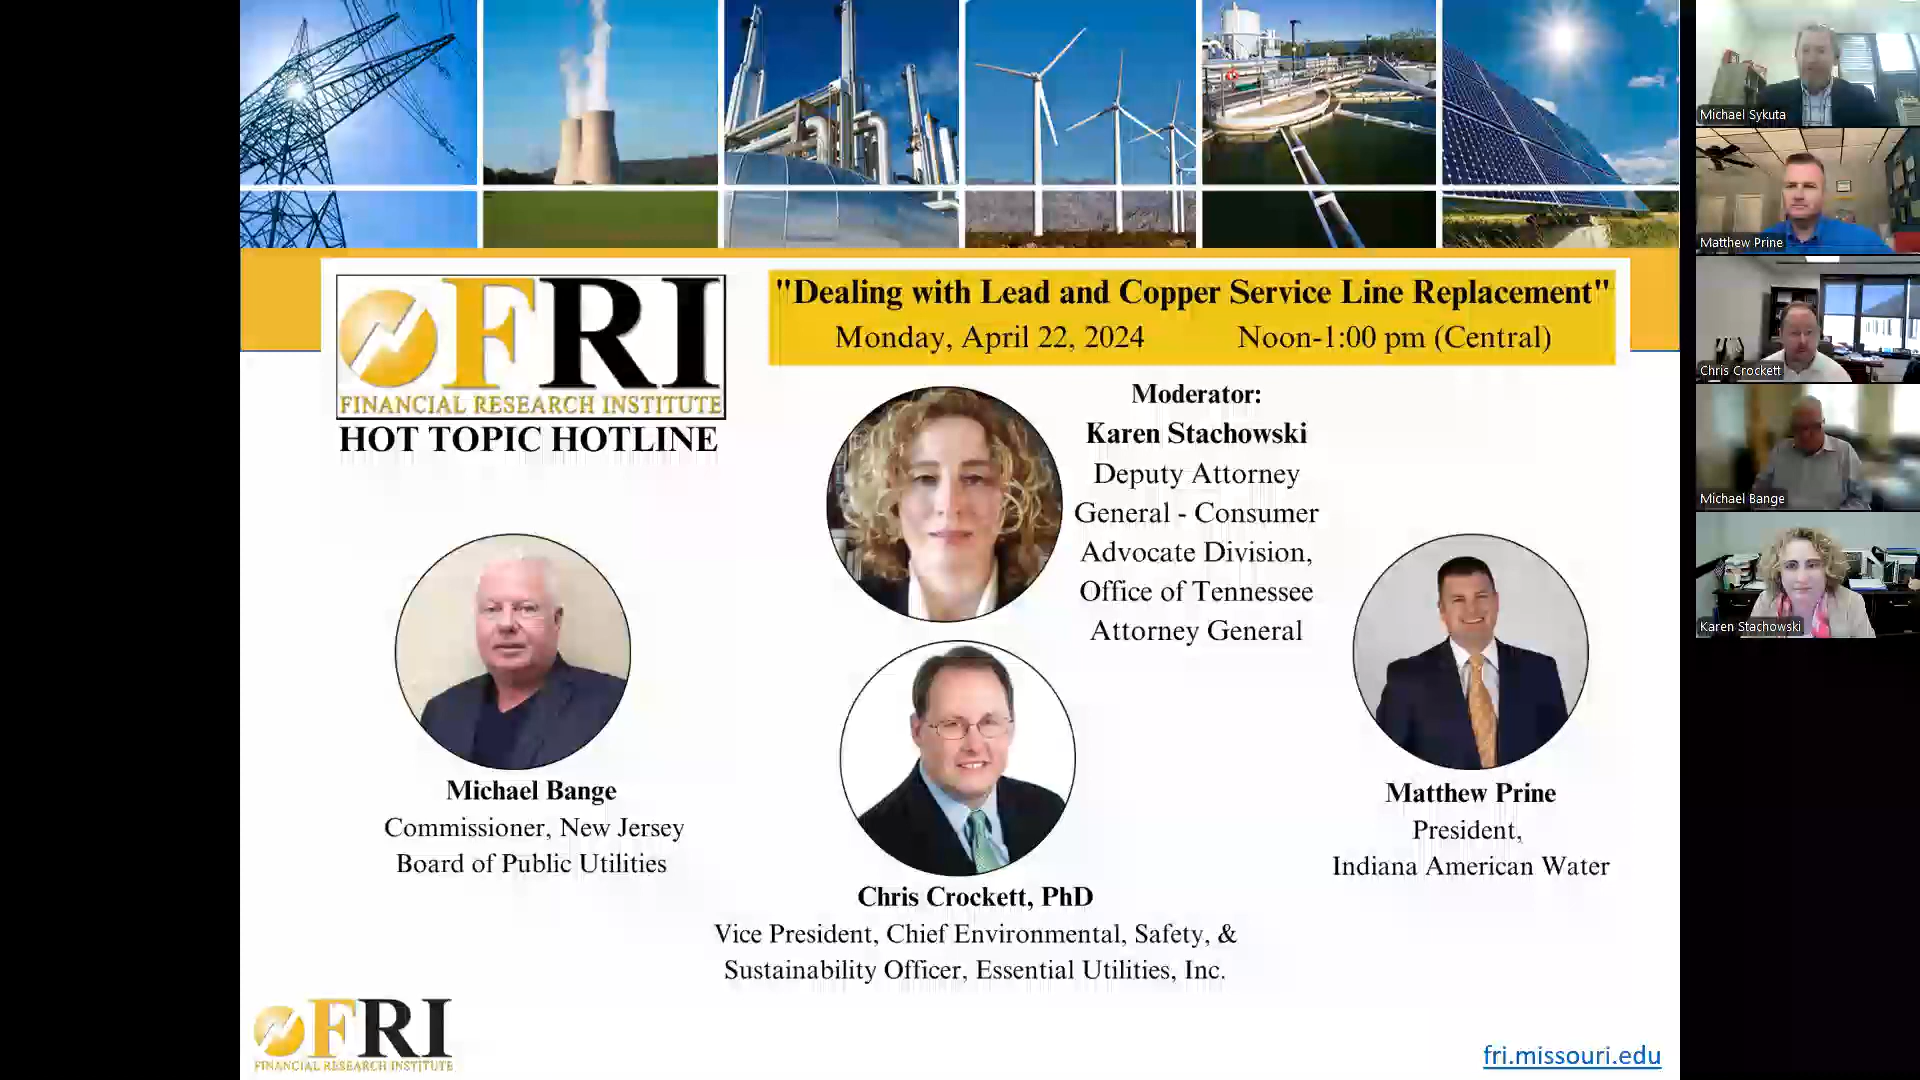 FRI
FINANCIAL RESEARCH INSTITUTE
HOT TOPIC HOTLINE
"Dealing with Lead and Copper Service Line Replacement"
Monday, April 22, 2024 Noon-1:00 pm (Central)
Moderator:
Karen Stachowski
Deputy Attorney
General - Consumer
Advocate Division,
Office of Tennessee
Attorney General
Michael Bange
Commissioner, New Jersey
Board of Public Utilities
Chris Crockett, PhD
Vice President, Chief Environmental, Safety, &
Sustainability Officer, Essential Utilities, Inc.
Matthew Prine
President,
Indiana American Water
FRI
FINANCIAL RESEARCH INSTITUTE
fri.missouri.edu
Michael Sykuta
Matthew Prine
Chris Crockett
Michael Bange
Karen Stachowski